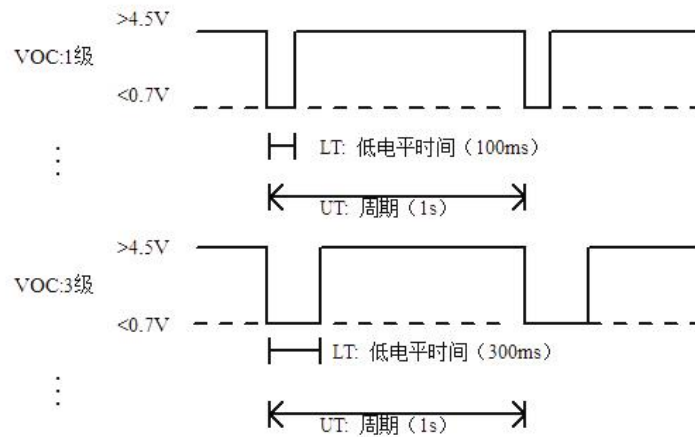 >4.5V
VOC:1级
<0.7V
LT: 低电平时间（100ms）
⋮
UT: 周期（1s）
>4.5V
VOC:3级
<0.7V
LT: 低电平时间（300ms）
⋮
UT: 周期（1s）